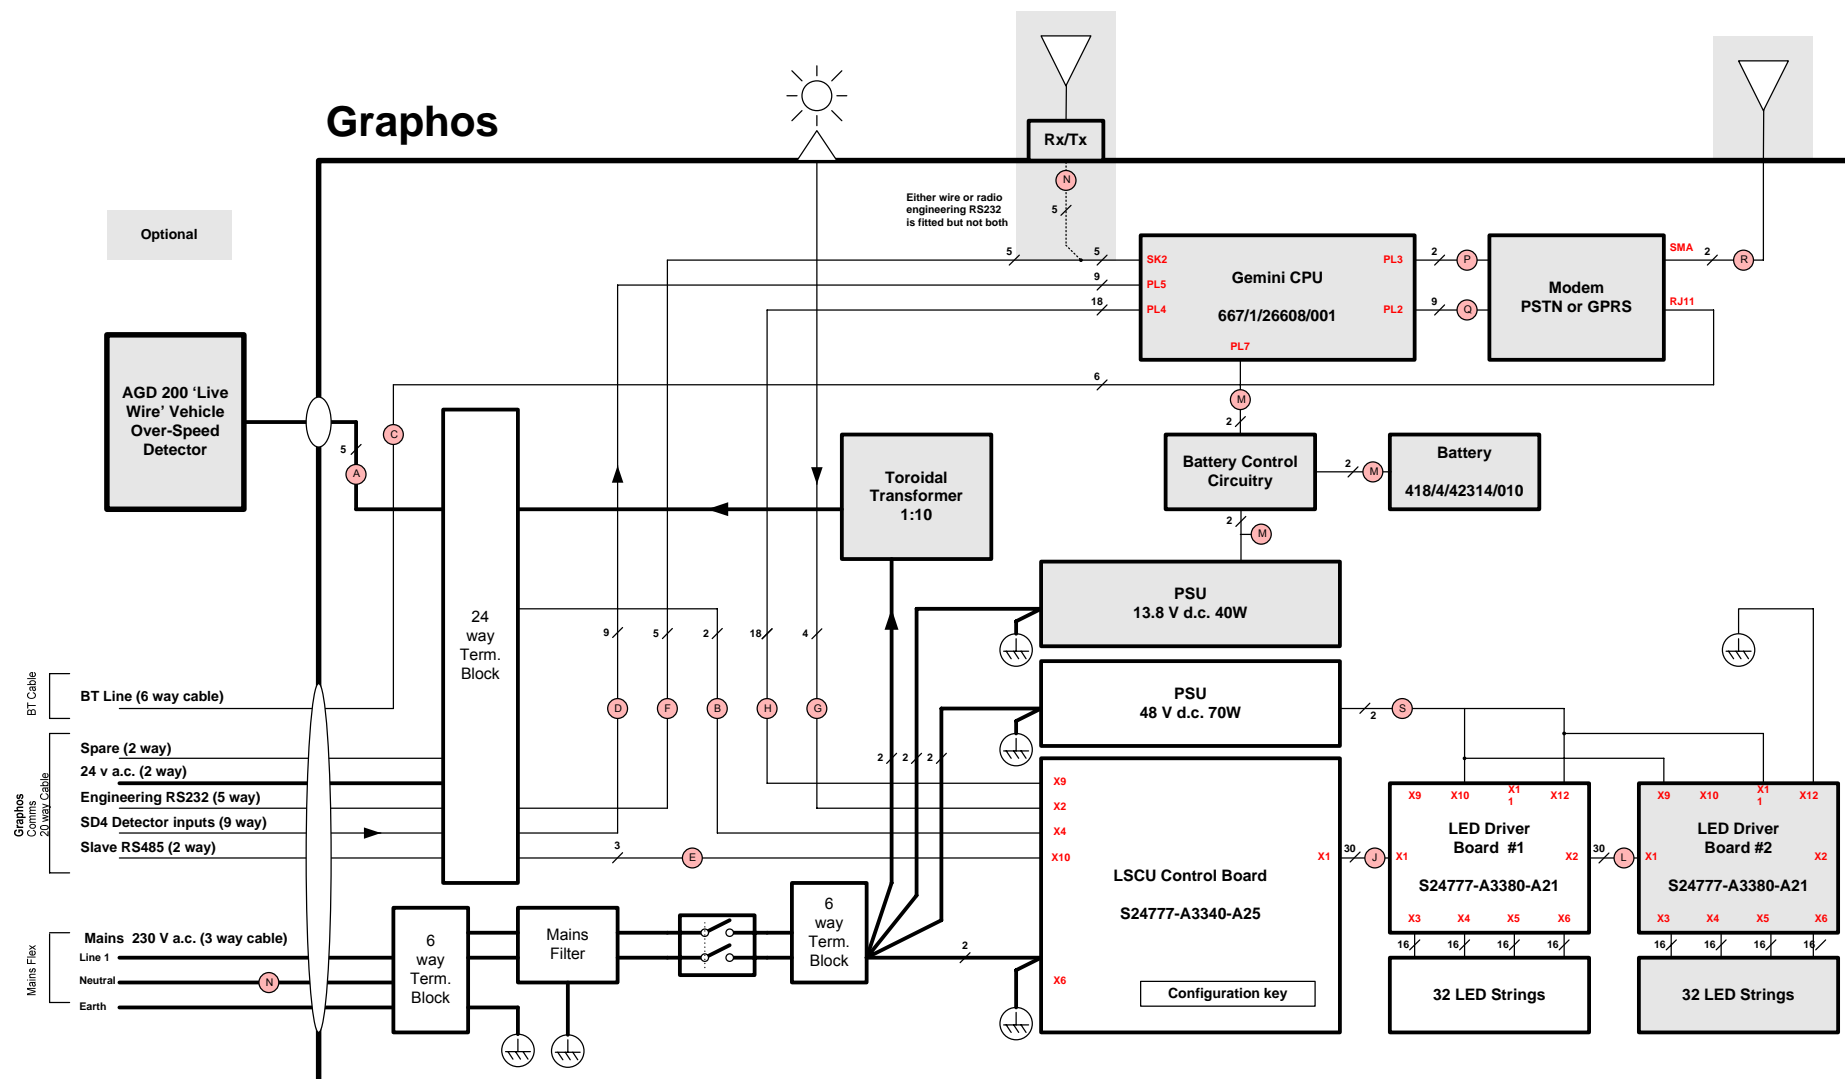 Graphos
Rx/Tx
N
Either wire or radio
engineering RS232
is fitted but not both
5
Optional
5
5
9
18
SK2
PL5
PL4
PL3
PL2
PL7
Gemini CPU
667/1/26608/001
2
P
9
Q
Modem
PSTN or GPRS
SMA
RJ11
2
R
6
AGD 200 ‘Live
Wire’ Vehicle
Over-Speed
Detector
5
A
C
M
2
Toroidal
Transformer
1:10
Battery Control
Circuitry
2
M
Battery
418/4/42314/010
2
M
PSU
13.8 V d.c. 40W
24
way
Term.
Block
9
5
2
18
4
BT Cable
BT Line (6 way cable)
D
F
B
H
G
PSU
48 V d.c. 70W
2
S
Graphos
Comms
20 way Cable
Spare (2 way)
24 v a.c. (2 way)
Engineering RS232 (5 way)
SD4 Detector inputs (9 way)
Slave RS485 (2 way)
3
E
2
2
2
X9
X2
X4
X10
X1
X6
LSCU Control Board
S24777-A3340-A25
Configuration key
30
J
X9
X10
X1
1
X12
LED Driver
Board #1
X1
X2
S24777-A3380-A21
X3
X4
X5
X6
16
16
16
16
32 LED Strings
30
L
X9
X10
X1
1
X12
LED Driver
Board #2
X1
X2
S24777-A3380-A21
X3
X4
X5
X6
16
16
16
16
32 LED Strings
Mains Flex
Mains 230 V a.c. (3 way cable)
Line 1
Neutral
N
Earth
6
way
Term.
Block
Mains
Filter
6
way
Term.
Block
2